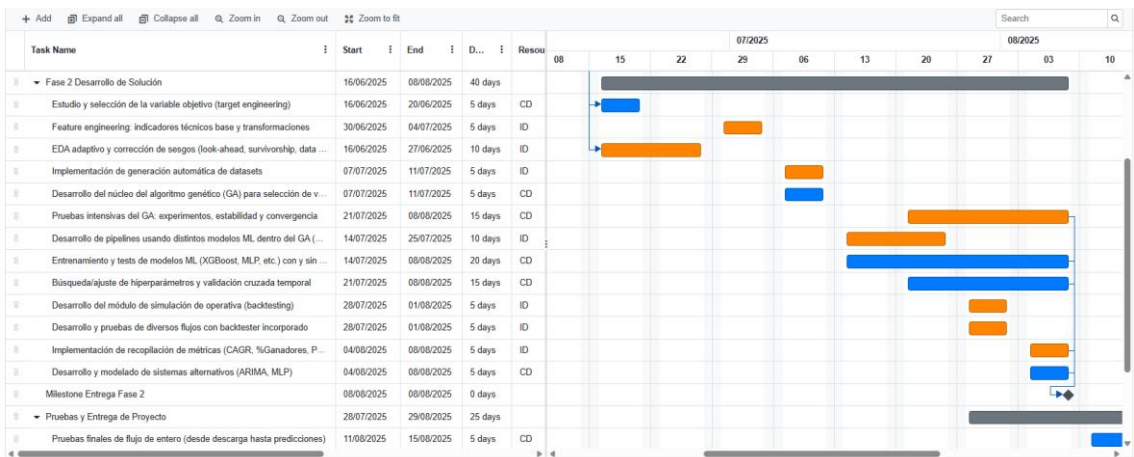 + Add Expand all Collapse all Zoom in Zoom out Zoom to fit Search
Task Name Start End D... Resou
07/2025 08/2025
08 15 22 29 06 13 20 27 03 10
Fase 2 Desarrollo de Solución 16/06/2025 08/08/2025 40 days
Estudio y selección de la variable objetivo (target engineering) 16/06/2025 20/06/2025 5 days CD
Feature engineering: indicadores técnicos base y transformaciones 30/06/2025 04/07/2025 5 days ID
EDA adaptivo y corrección de sesgos (look-ahead, survivorship, data ... 16/06/2025 27/06/2025 10 days ID
Implementación de generación automática de datasets 07/07/2025 11/07/2025 5 days ID
Desarrollo del núcleo del algoritmo genético (GA) para selección de v... 07/07/2025 11/07/2025 5 days CD
Pruebas intensivas del GA: experimentos, estabilidad y convergencia 21/07/2025 08/08/2025 15 days CD
Desarrollo de pipelines usando distintos modelos ML dentro del GA (... 14/07/2025 25/07/2025 10 days ID
Entrenamiento y tests de modelos ML (XGBoost, MLP, etc.) con y sin ... 14/07/2025 08/08/2025 20 days CD
Búsqueda/ajuste de hiperparámetros y validación cruzada temporal 21/07/2025 08/08/2025 15 days CD
Desarrollo del módulo de simulación de operativa (backtesting) 28/07/2025 01/08/2025 5 days ID
Desarrollo y pruebas de diversos flujos con backtester incorporado 28/07/2025 01/08/2025 5 days ID
Implementación de recopilación de métricas (CAGR, %Ganadores, P... 04/08/2025 08/08/2025 5 days ID
Desarrollo y modelado de sistemas alternativos (ARIMA, MLP) 04/08/2025 08/08/2025 5 days CD
Milestone Entrega Fase 2 08/08/2025 08/08/2025 0 days
Pruebas y Entrega de Proyecto 28/07/2025 29/08/2025 25 days
Pruebas finales de flujo de entero (desde descarga hasta predicciones) 11/08/2025 15/08/2025 5 days CD